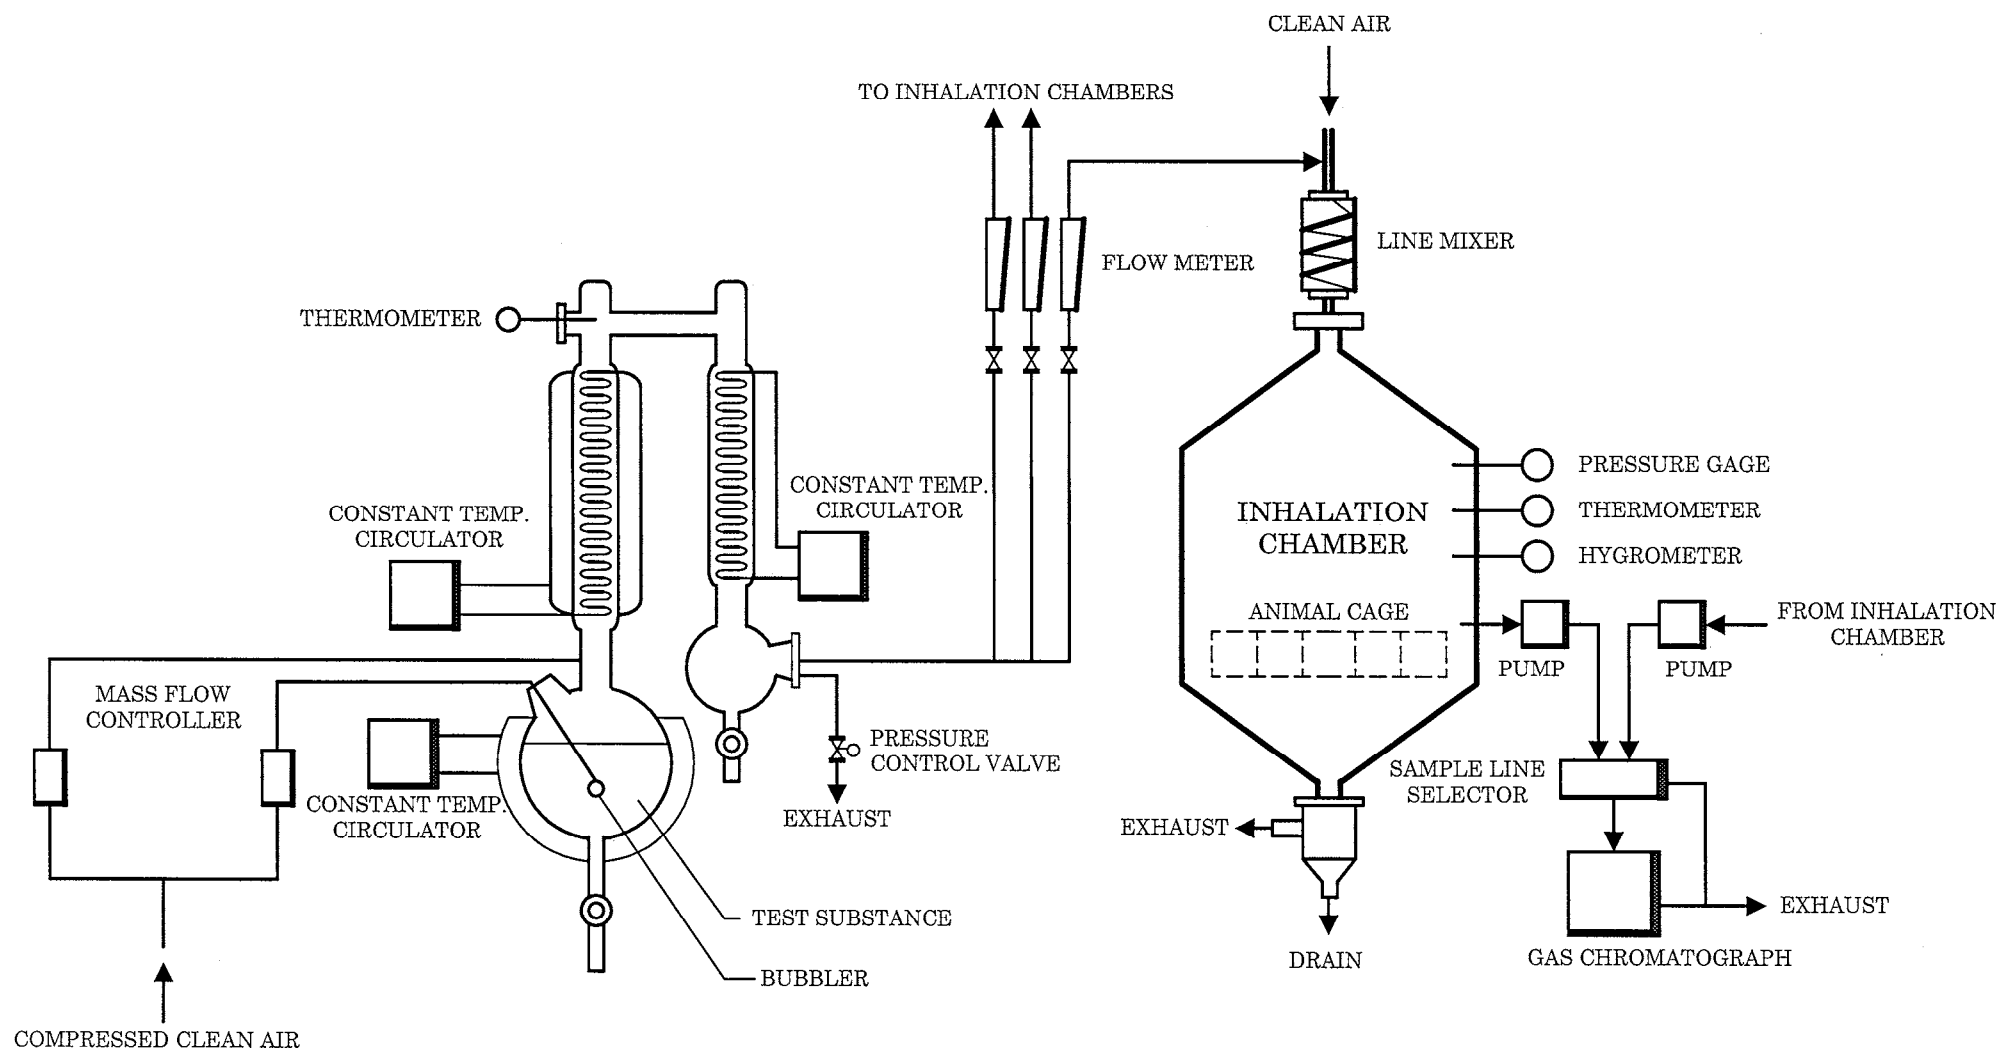 CLEAN AIR
TO INHALATION CHAMBERS
LINE MIXER
FLOW METER
THERMOMETER
PRESSURE GAGE
CONSTANT TEMP.
CIRCULATOR
THERMOMETER
INHALATION
CHAMBER
CONSTANT TEMP.
CIRCULATOR
HYGROMETER
ANIMAL CAGE
FROM INHALATION
CHAMBER
PUMP
PUMP
MASS FLOW
CONTROLLER
PRESSURE
CONTROL VALVE
SAMPLE LINE
SELECTOR
CONSTANT TEMP.
CIRCULATOR
EXHAUST
EXHAUST
EXHAUST
TEST SUBSTANCE
GAS CHROMATOGRAPH
DRAIN
BUBBLER
COMPRESSED CLEAN AIR